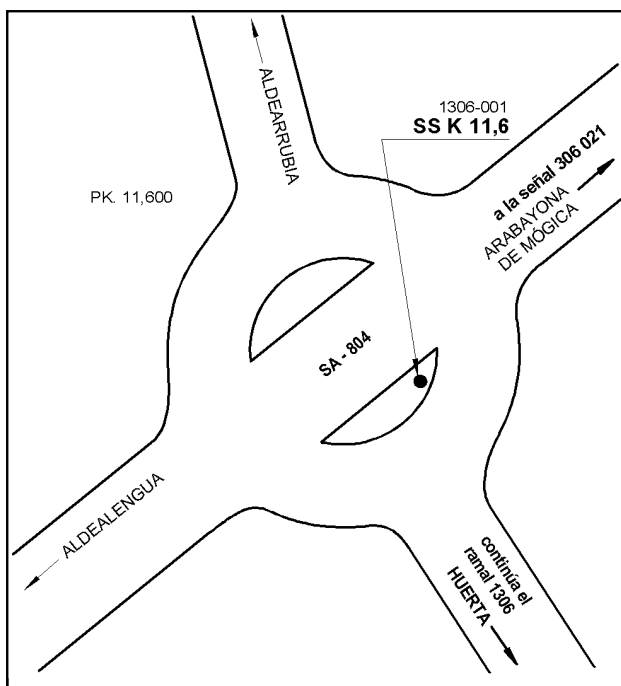 ALDEARRUBIA
1306-001
SS K 11,6
PK. 11,600
a la señal 306 021
ARABAYONA
DE MÓGICA
SA - 804
ALDEALENGUA
continúa el
ramal 1306
HUERTA